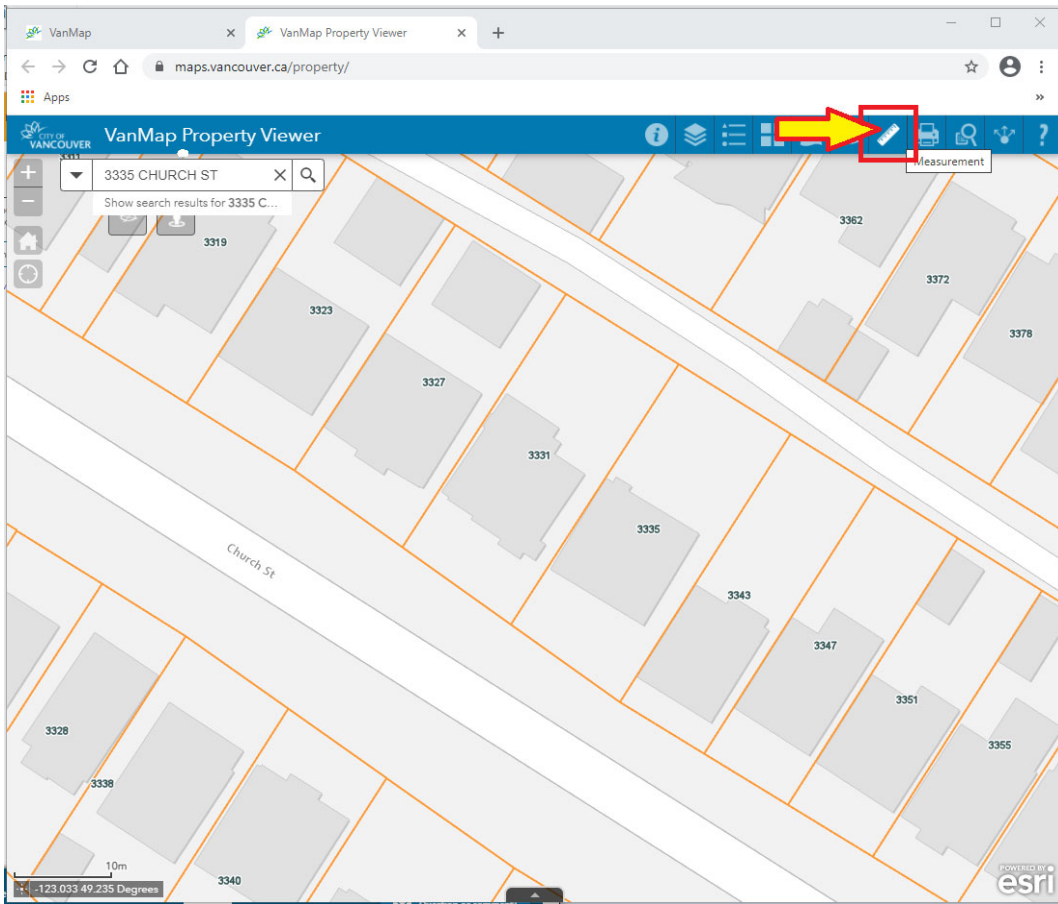 VanMap
VanMap Property Viewer
maps.vancouver.ca/property/
Apps
CITY OF
VANCOUVER
VanMap Property Viewer
Measurement
3311
3335 CHURCH ST
Show search results for 3335 C...
3319
3362
3372
3323
3378
3327
3331
3335
Church St
3343
3347
3351
3328
3355
3338
10m
3340
-123.033 49.235 Degrees
POWERED BY
esri